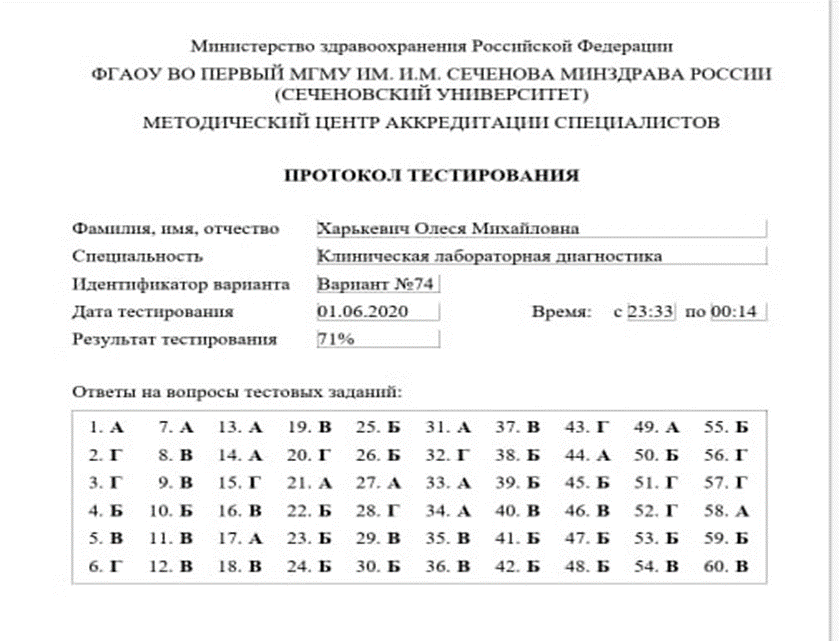 Министерство здравоохранения Российской Федерации
ФГАОУ ВО ПЕРВЫЙ МГМУ ИМ. И.М. СЕЧЕНОВА МИНЗДРАВА РОССИИ
(СЕЧЕНОВСКИЙ УНИВЕРСИТЕТ)
МЕТОДИЧЕСКИЙ ЦЕНТР АККРЕДИТАЦИИ СПЕЦИАЛИСТОВ
ПРОТОКОЛ ТЕСТИРОВАНИЯ
Фамилия, имя, отчество Харькевич Олеся Михайловна
Специальность Клиническая лабораторная диагностика
Идентификатор варианта Вариант №74
Дата тестирования 01.06.2020 Время: с 23:33 по 00:14
Результат тестирования 71%
Ответы на вопросы тестовых заданий:
1. А 7. А 13. А 19. В 25. Б 31. А 37. В 43. Г 49. А 55. Б
2. Г 8. В 14. А 20. Г 26. Б 32. Г 38. Б 44. А 50. Б 56. Г
3. Г 9. В 15. Г 21. А 27. А 33. А 39. Б 45. Б 51. Г 57. Г
4. Б 10. Б 16. В 22. Б 28. Г 34. А 40. В 46. В 52. Г 58. А
5. В 11. В 17. А 23. Б 29. В 35. В 41. Б 47. Б 53. Б 59. Б
6. Г 12. В 18. В 24. Б 30. Б 36. В 42. Б 48. Б 54. В 60. В